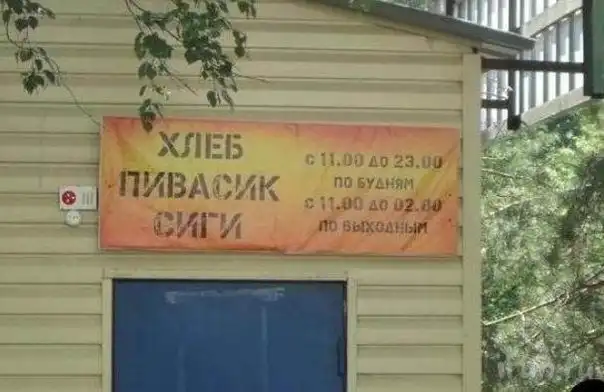 ХЛЕБ
ПИВАСИК
СИГИ
с 11.00 до 23.00
по будням
с 11.00 до 02.00
по выходным